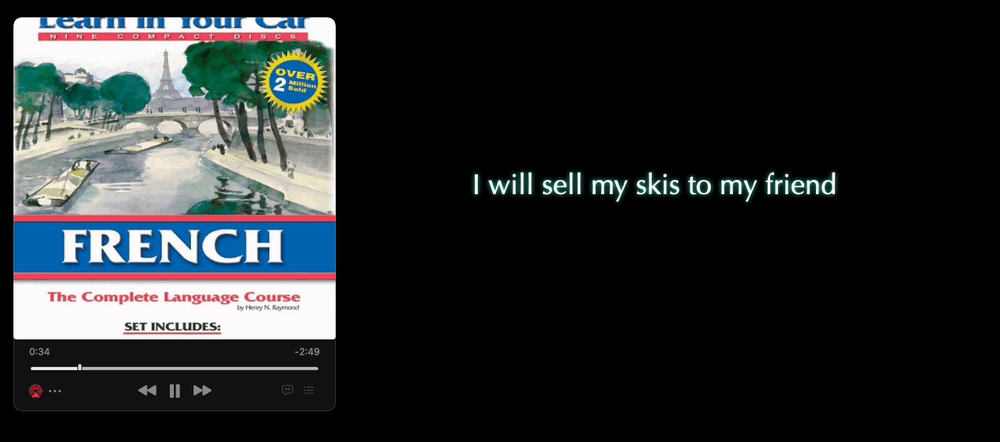 Learn In Your Car
NINE COMPACT DISCS
OVER
2 Million
Sold
FRENCH
The Complete Language Course
by Henry N. Raymond
SET INCLUDES:
0:34
-2:49
I will sell my skis to my friend